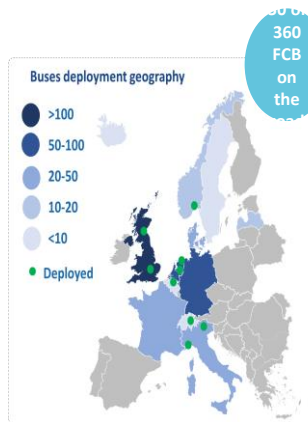 360
FCB
on
the
Buses deployment geography
>100
50-100
20-50
10-20
<10
Deployed